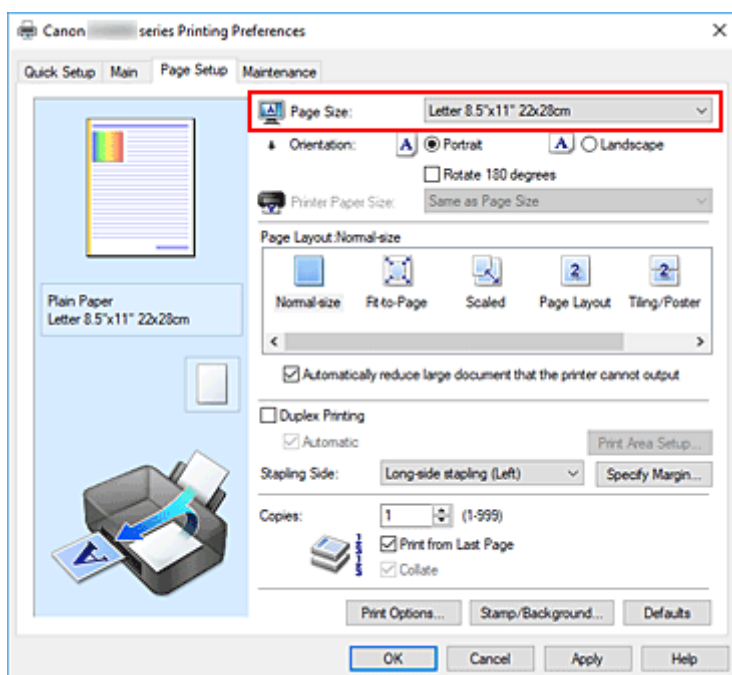 Canon series Printing Preferences
Quick Setup Main Page Setup Maintenance
Page Size: Letter 8.5"x11" 22x28cm
Orientation: A Portrait A Landscape
Rotate 180 degrees
Printer Paper Size: Same as Page Size
Page Layout:Normal-size
Normal-size Fit-to-Page Scaled Page Layout Tiling/Poster
Plain Paper
Letter 8.5"x11" 22x28cm
Automatically reduce large document that the printer cannot output
Duplex Printing
Automatic Print Area Setup...
Stapling Side: Long-side stapling (Left) Specify Margin...
Copies: 1 (1-999)
Print from Last Page
Collate
Print Options... Stamp/Background... Defaults
OK Cancel Apply Help